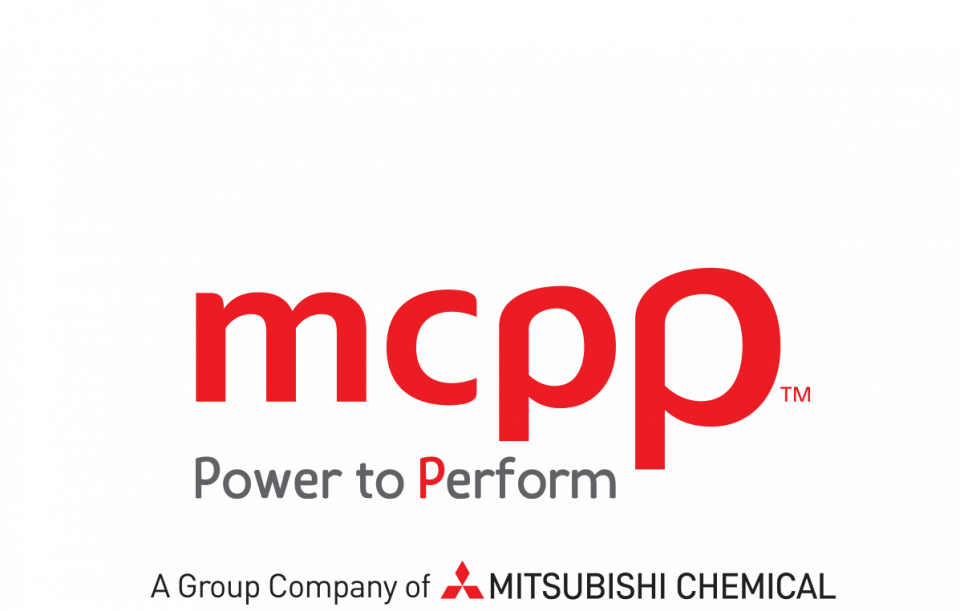 mcpp™
Power to Perform
A Group Company of MITSUBISHI CHEMICAL